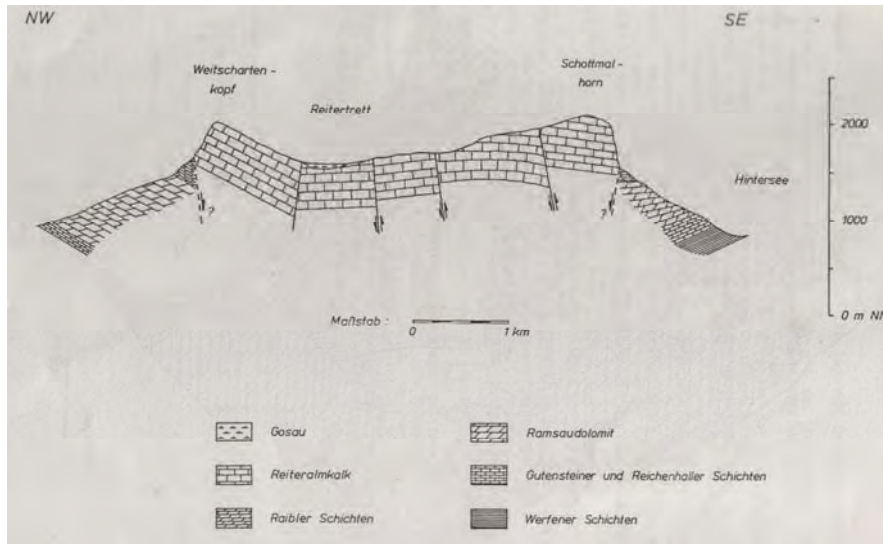 NW
SE
Weitscharten -
kopf
Reitertrett
Schottmal -
horn
2000
Hintersee
?
?
1000
0 m NN
Maßstab :
0
1 km
Gosau
Ramsaudolomit
Reiteralmkalk
Gutensteiner und Reichenhaller Schichten
Raibler Schichten
Werfener Schichten